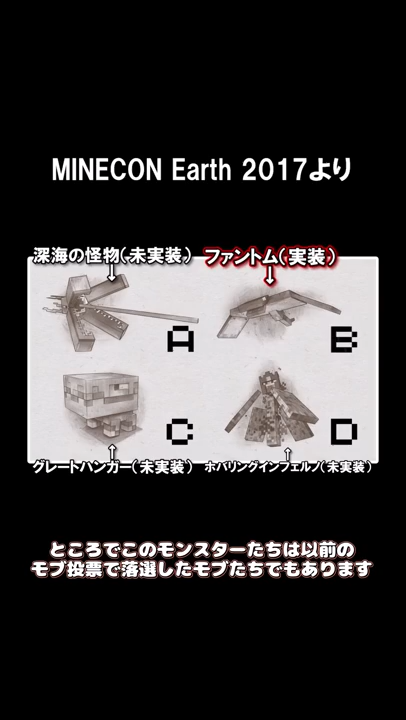 MINECON Earth 2017より
深海の怪物(未実装)
ファントム(実装)
↓
↓
A
B
C
D
↑
↑
グレートハンガー(未実装)
ホバリングインフェルノ(未実装)
ところでこのモンスターたちは以前の
モブ投票で落選したモブたちでもあります